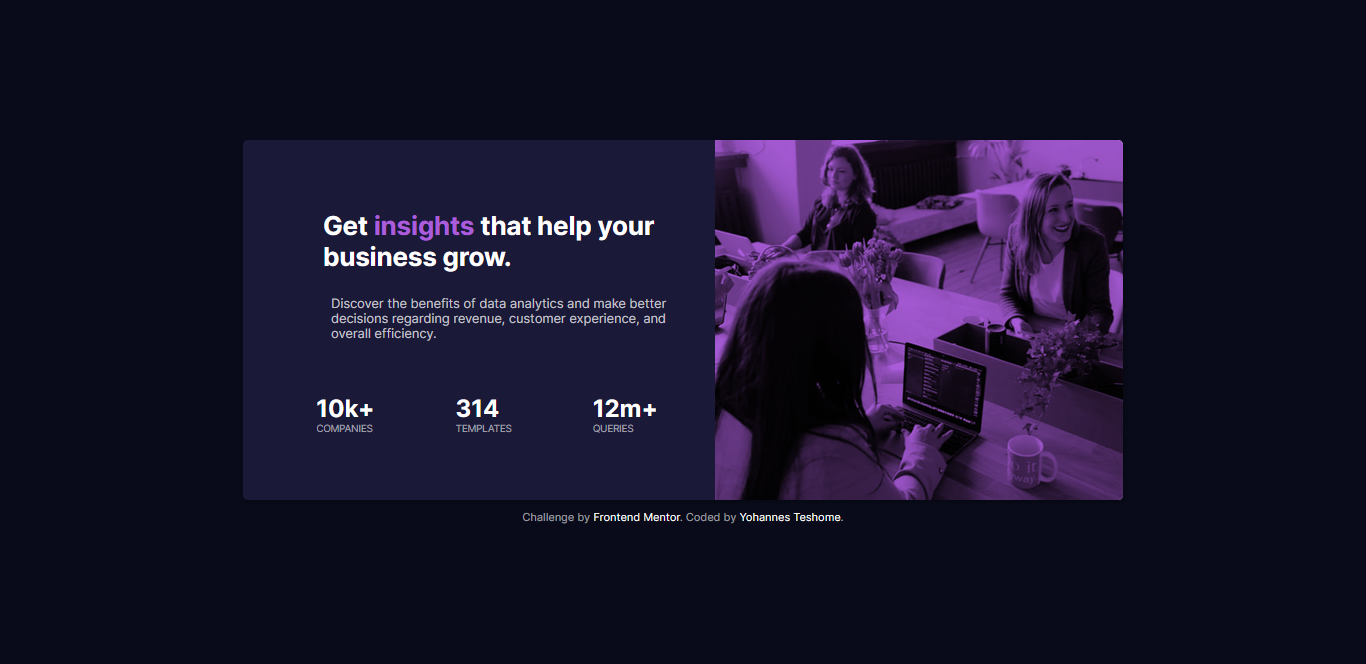 Get insights that help your
business grow.
Discover the benefits of data analytics and make better
decisions regarding revenue, customer experience, and
overall efficiency.
10k+
COMPANIES
314
TEMPLATES
12m+
QUERIES
Challenge by Frontend Mentor. Coded by Yohannes Teshome.